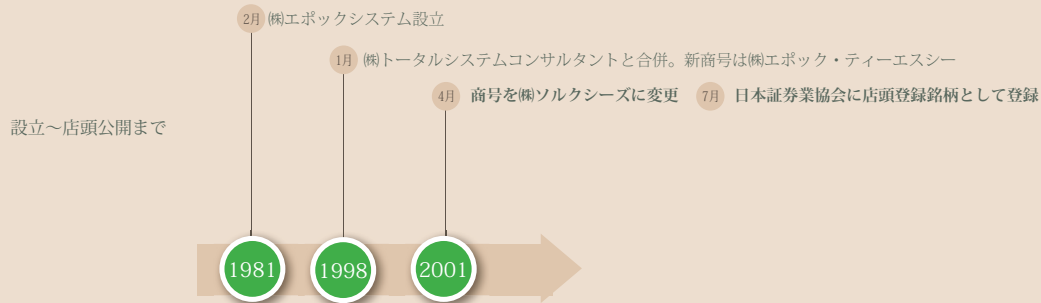 2月 ㈱エポックシステム設立
1月 ㈱トータルシステムコンサルタントと合併。新商号は㈱エポック・ティーエスシー
4月 商号を㈱ソルクシーズに変更 7月 日本証券業協会に店頭登録銘柄として登録
設立～店頭公開まで
1981 1998 2001